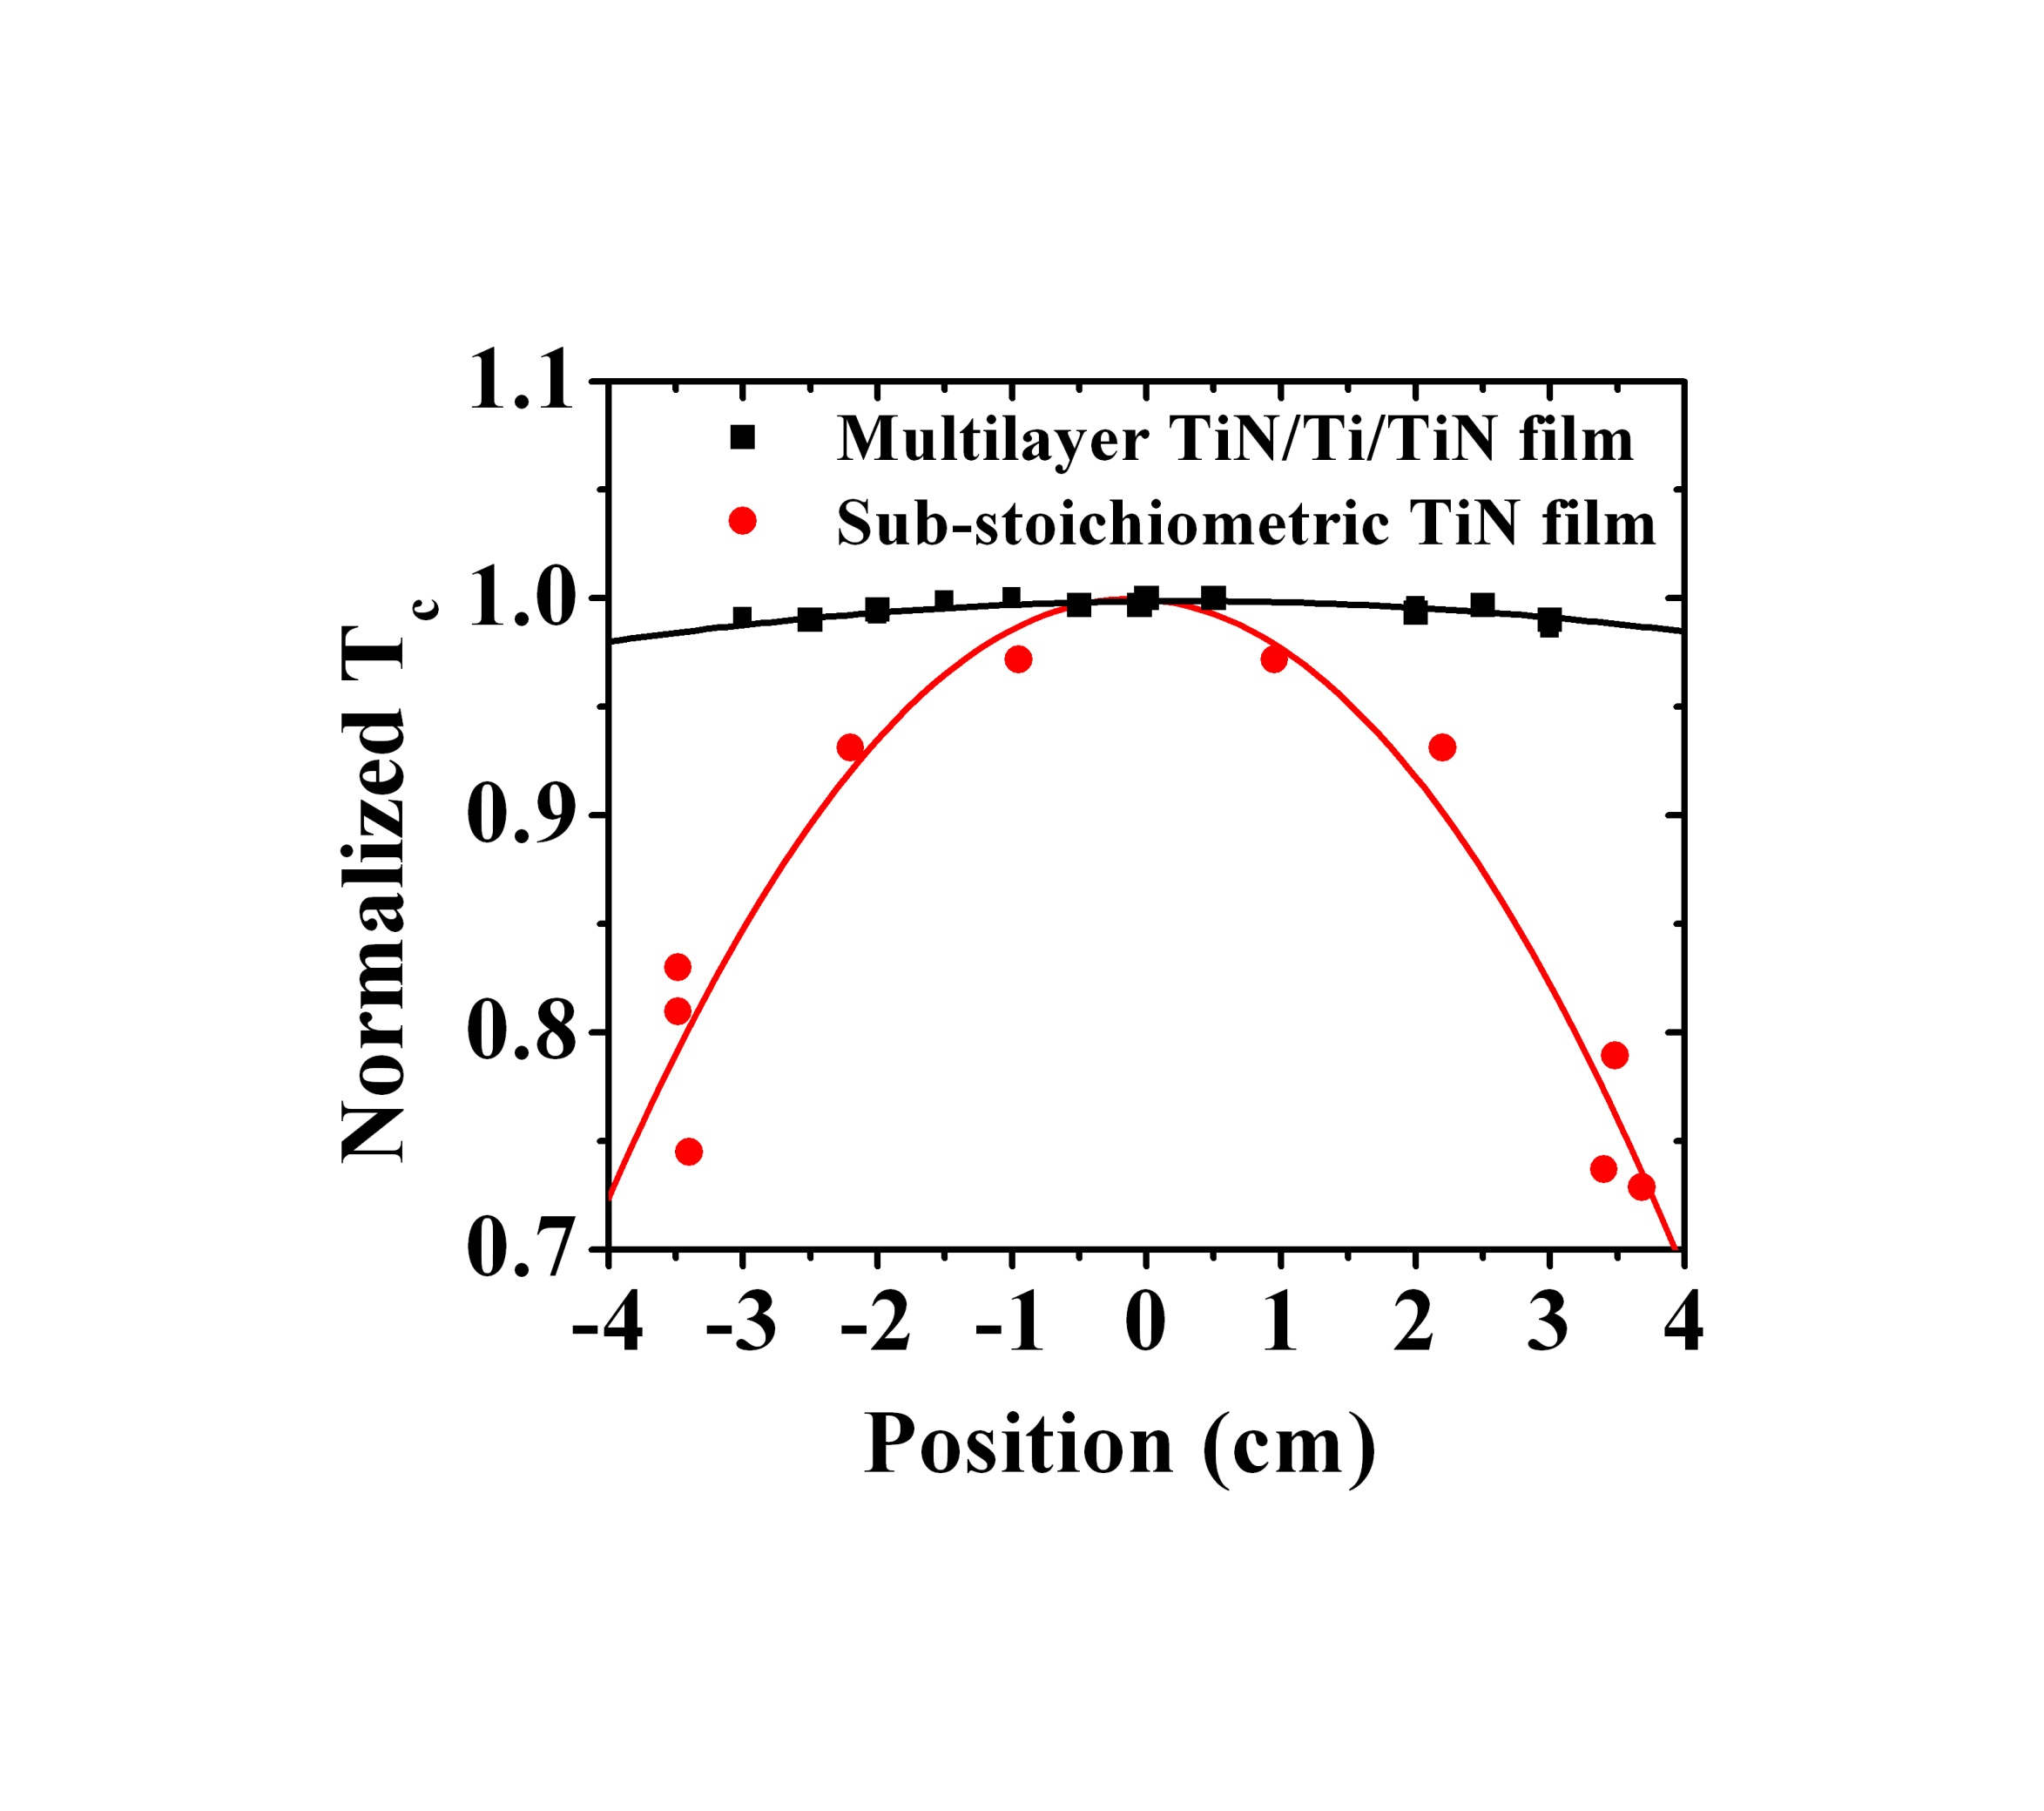 1.1
Multilayer TiN/Ti/TiN film
Sub-stoichiometric TiN film
1.0
0.9
0.8
0.7
Normalized Tc
-4 -3 -2 -1 0 1 2 3 4
Position (cm)